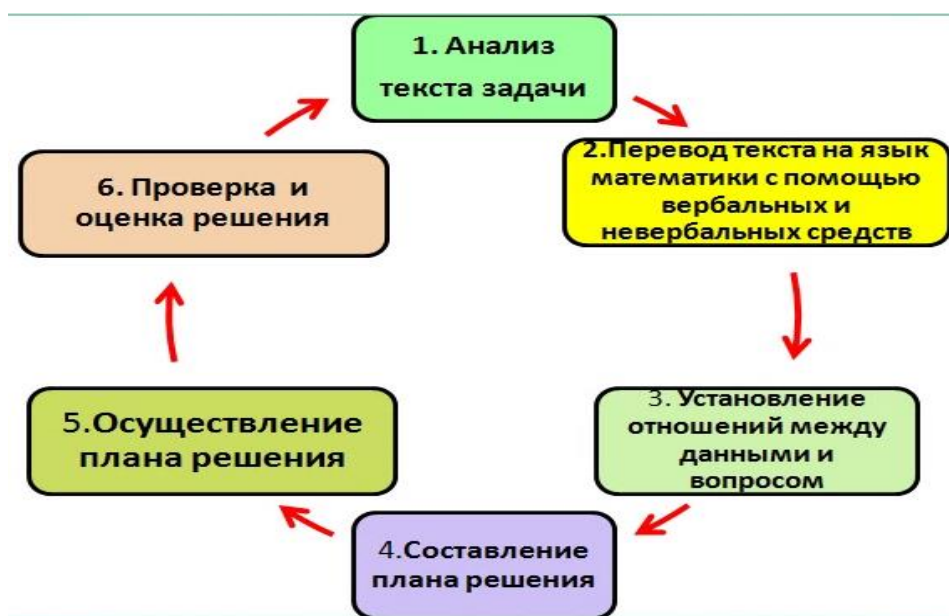 1. Анализ
текста задачи
2.Перевод текста на язык
математики с помощью
вербальных и
невербальных средств
3. Установление
отношений между
данными и
вопросом
4.Составление
плана решения
5.Осуществление
плана решения
6. Проверка и
оценка решения